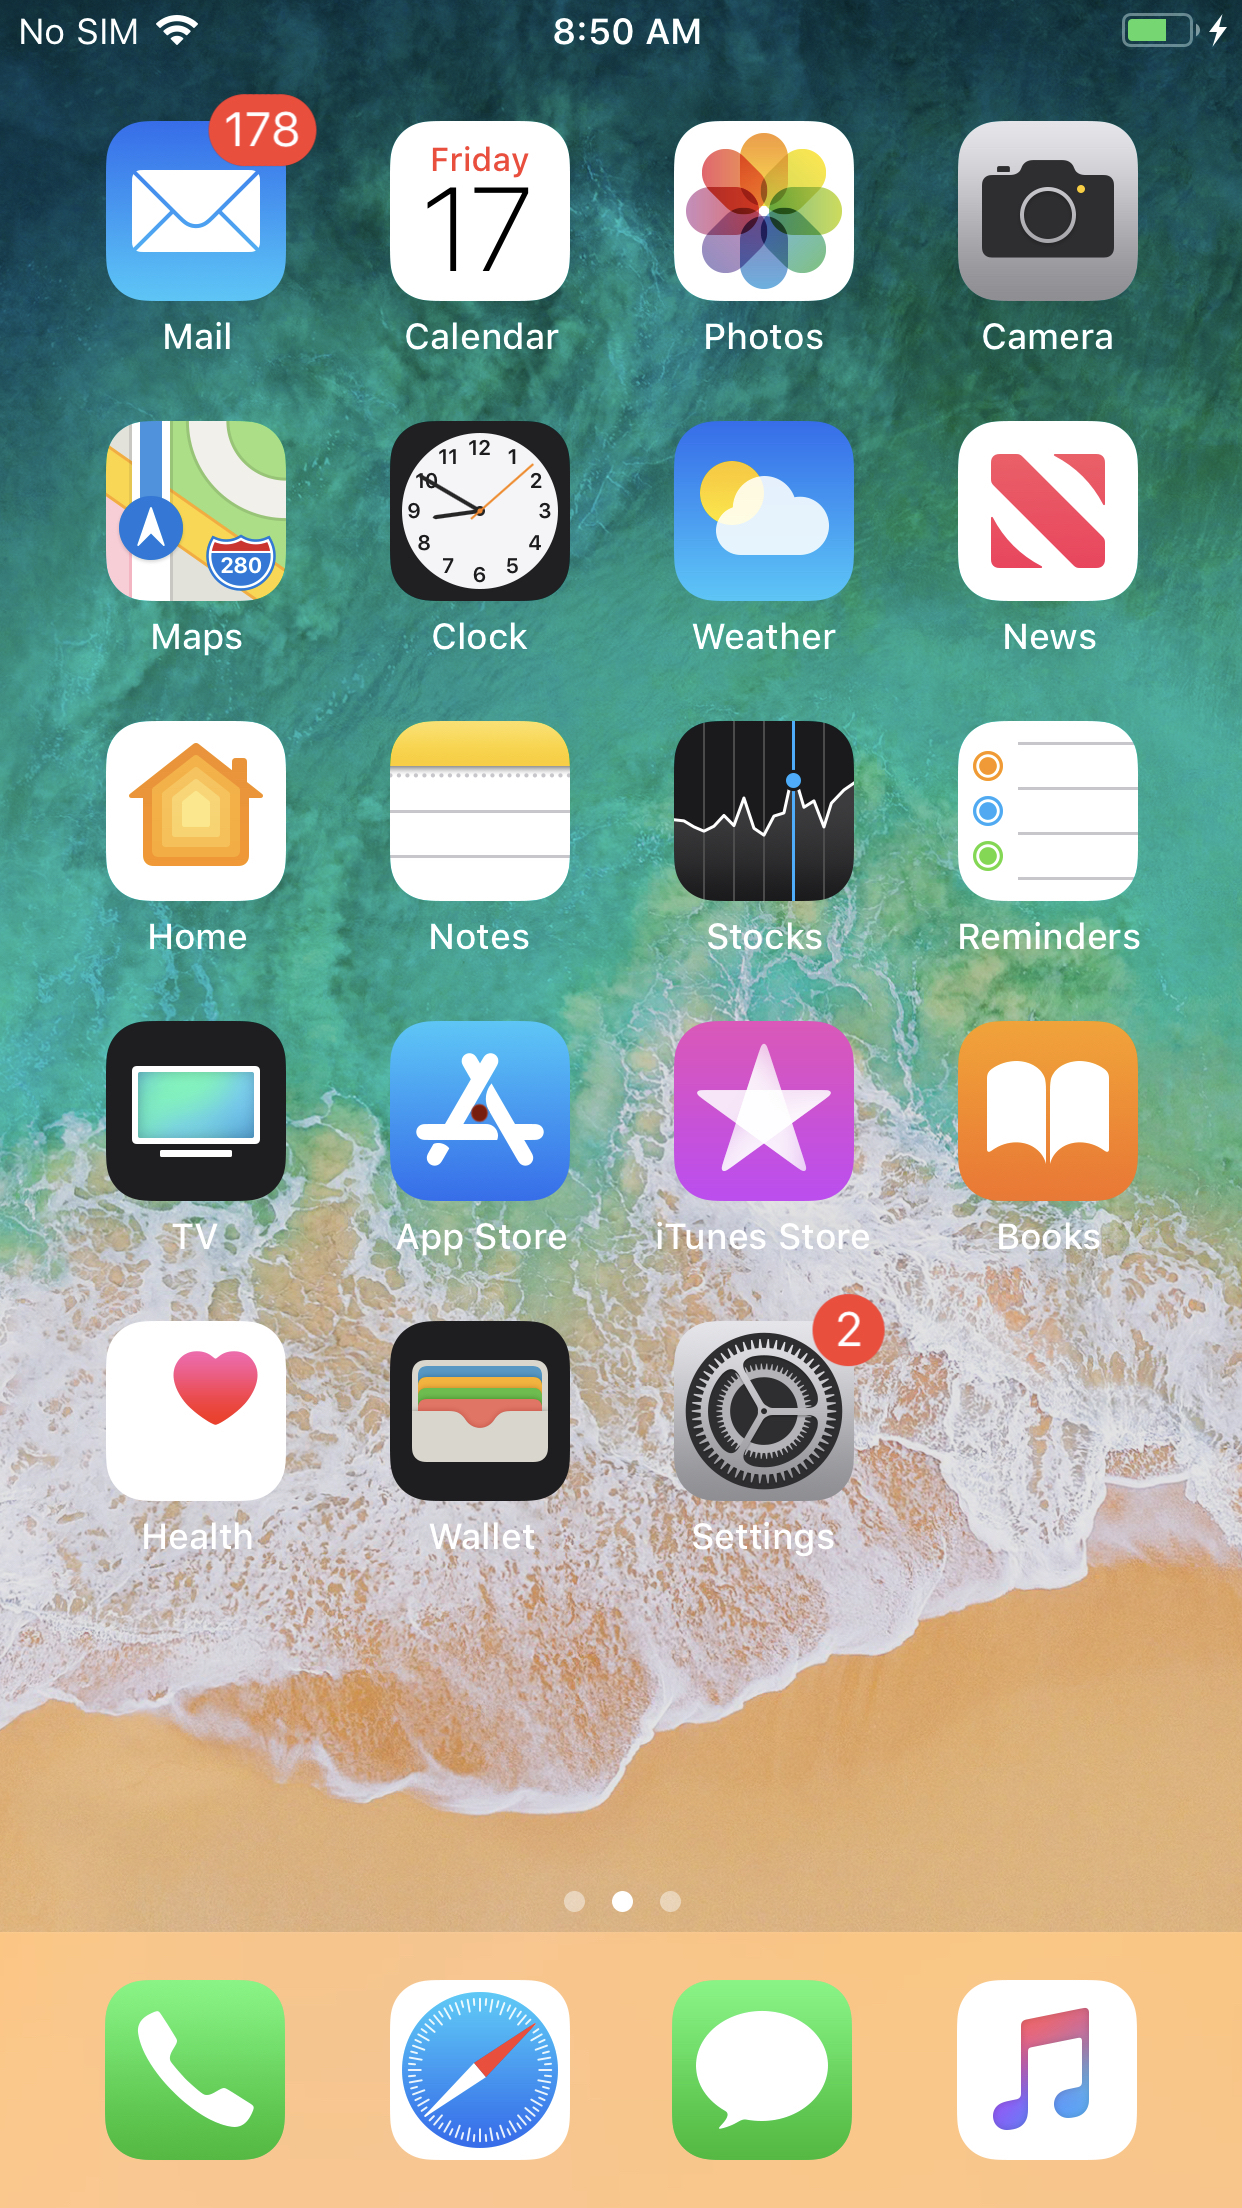 No SIM 8:50 AM
178
Friday
17
Mail Calendar Photos Camera
280
12
11 1
10 2
9 3
8 4
7 5
6
Maps Clock Weather News
Home Notes Stocks Reminders
TV App Store iTunes Store Books
2
Health Wallet Settings